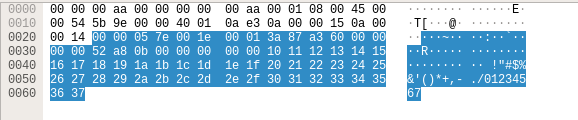 0000 00 00 00 aa 00 00 00 00 00 aa 00 01 08 00 45 00 ········ ······E·
0010 00 54 5b 9e 00 00 40 01 0a e3 0a 00 00 15 0a 00 ·T[···@· ········
0020 00 14 00 00 05 7e 00 1e 00 01 3a 87 a3 60 00 00 ·····~·· ··:··`··
0030 00 00 52 a8 0b 00 00 00 00 00 10 11 12 13 14 15 ··R····· ········
0040 16 17 18 19 1a 1b 1c 1d 1e 1f 20 21 22 23 24 25 ········ ·· !"#$%
0050 26 27 28 29 2a 2b 2c 2d 2e 2f 30 31 32 33 34 35 &'()*+,- ./012345
0060 36 37 67